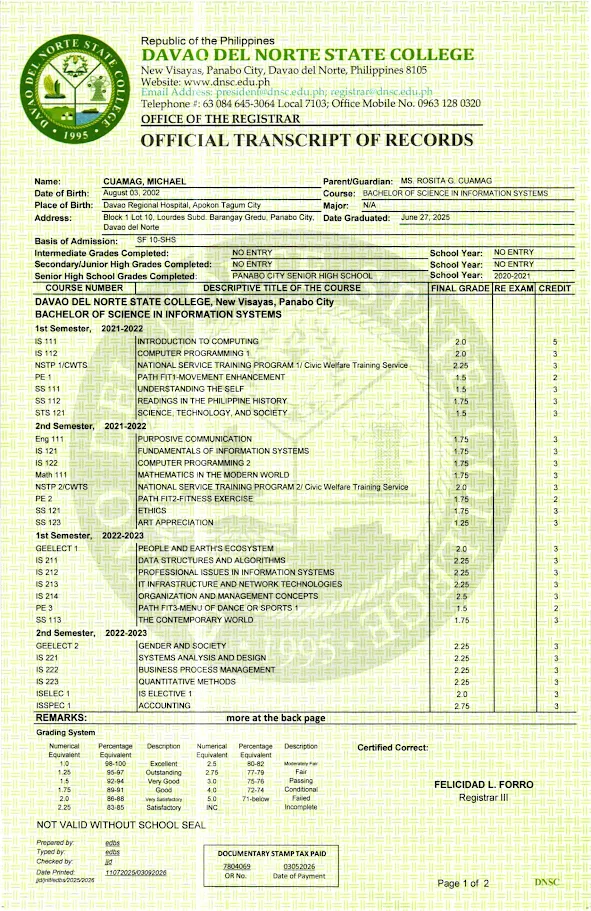 DAVAO DEL NORTE STATE COLLEGE
• 1995 •
Republic of the Philippines
DAVAO DEL NORTE STATE COLLEGE
New Visayas, Panabo City, Davao del Norte, Philippines 8105
Website: www.dnsc.edu.ph
Email Address: president@dnsc.edu.ph; registrar@dnsc.edu.ph
Telephone #: 63 084 645-3064 Local 7103; Office Mobile No. 0963 128 0320
OFFICE OF THE REGISTRAR
OFFICIAL TRANSCRIPT OF RECORDS
Name: CUAMAG, MICHAEL Parent/Guardian: MS. ROSITA G. CUAMAG
Date of Birth: August 03, 2002 Course: BACHELOR OF SCIENCE IN INFORMATION SYSTEMS
Place of Birth: Davao Regional Hospital, Apokon Tagum City Major: N/A
Address: Block 1 Lot 10, Lourdes Subd. Barangay Gredu, Panabo City, Date Graduated: June 27, 2025
Davao del Norte
Basis of Admission: SF 10-SHS
Intermediate Grades Completed: NO ENTRY School Year: NO ENTRY
Secondary/Junior High Grades Completed: NO ENTRY School Year: NO ENTRY
Senior High School Grades Completed: PANABO CITY SENIOR HIGH SCHOOL School Year: 2020-2021
COURSE NUMBER DESCRIPTIVE TITLE OF THE COURSE FINAL GRADE RE EXAM CREDIT
DAVAO DEL NORTE STATE COLLEGE, New Visayas, Panabo City
BACHELOR OF SCIENCE IN INFORMATION SYSTEMS
1st Semester, 2021-2022
IS 111 INTRODUCTION TO COMPUTING 2.0 5
IS 112 COMPUTER PROGRAMMING 1 2.0 3
NSTP 1/CWTS NATIONAL SERVICE TRAINING PROGRAM 1/ Civic Welfare Training Service 2.25 3
PE 1 PATH FIT1-MOVEMENT ENHANCEMENT 1.5 2
SS 111 UNDERSTANDING THE SELF 1.5 3
SS 112 READINGS IN THE PHILIPPINE HISTORY 1.75 3
STS 121 SCIENCE, TECHNOLOGY, AND SOCIETY 1.5 3
2nd Semester, 2021-2022
Eng 111 PURPOSIVE COMMUNICATION 1.75 3
IS 121 FUNDAMENTALS OF INFORMATION SYSTEMS 1.75 3
IS 122 COMPUTER PROGRAMMING 2 1.75 3
Math 111 MATHEMATICS IN THE MODERN WORLD 1.75 3
NSTP 2/CWTS NATIONAL SERVICE TRAINING PROGRAM 2/ Civic Welfare Training Service 2.0 3
PE 2 PATH FIT2-FITNESS EXERCISE 1.75 2
SS 121 ETHICS 1.75 3
SS 123 ART APPRECIATION 1.25 3
1st Semester, 2022-2023
GEELECT 1 PEOPLE AND EARTH'S ECOSYSTEM 2.0 3
IS 211 DATA STRUCTURES AND ALGORITHMS 2.25 3
IS 212 PROFESSIONAL ISSUES IN INFORMATION SYSTEMS 2.25 3
IS 213 IT INFRASTRUCTURE AND NETWORK TECHNOLOGIES 2.25 3
IS 214 ORGANIZATION AND MANAGEMENT CONCEPTS 2.5 3
PE 3 PATH FIT3-MENU OF DANCE OR SPORTS 1 1.5 2
SS 113 THE CONTEMPORARY WORLD 1.75 3
2nd Semester, 2022-2023
GEELECT 2 GENDER AND SOCIETY 2.25 3
IS 221 SYSTEMS ANALYSIS AND DESIGN 2.25 3
IS 222 BUSINESS PROCESS MANAGEMENT 2.25 3
IS 223 QUANTITATIVE METHODS 2.25 3
ISELEC 1 IS ELECTIVE 1 2.0 3
ISSPEC 1 ACCOUNTING 2.75 3
REMARKS: more at the back page
Grading System
Numerical Percentage Description Numerical Percentage Description Certified Correct:
Equivalent Equivalent Equivalent Equivalent
1.0 98-100 Excellent 2.5 80-82 Moderately Fair
1.25 95-97 Outstanding 2.75 77-79 Fair
1.5 92-94 Very Good 3.0 75-76 Passing
1.75 89-91 Good 4.0 72-74 Conditional
2.0 86-88 Very Satisfactory 5.0 71-below Failed
2.25 83-85 Satisfactory INC Incomplete
FELICIDAD L. FORRO
Registrar III
NOT VALID WITHOUT SCHOOL SEAL
Prepared by: edbs
Typed by: edbs
Checked by: jjd
Date Printed: 11072025/03092026
DOCUMENTARY STAMP TAX PAID
7804069 03052026
OR No. Date of Payment
Page 1 of 2 DNSC